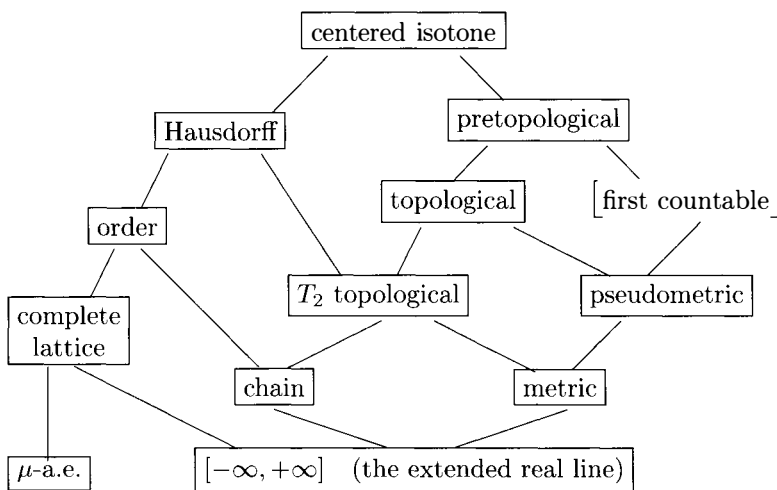 centered isotone
Hausdorff
pretopological
topological
[first countable]
order
T₂ topological
pseudometric
complete
lattice
chain
metric
μ-a.e.
[−∞, +∞] (the extended real line)